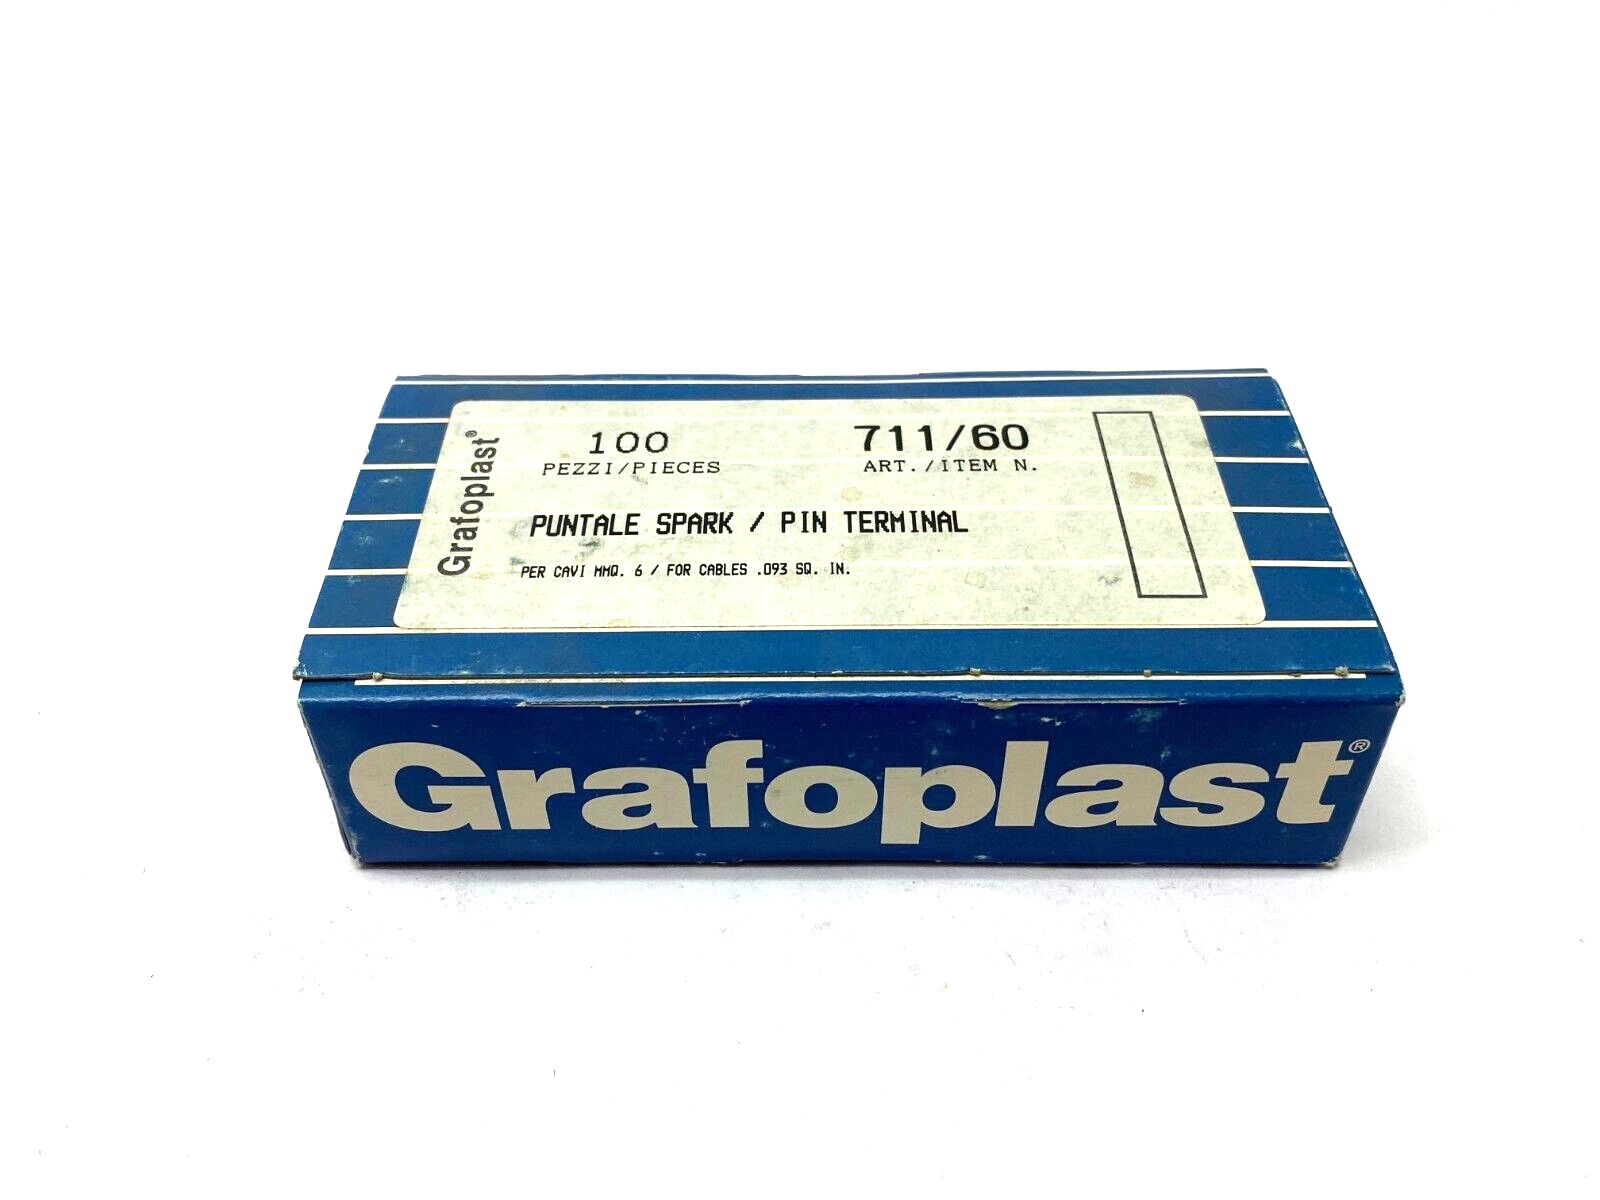 Grafoplast®
100
PEZZI/PIECES
711/60
ART./ITEM N.
PUNTALE SPARK / PIN TERMINAL
PER CAVI MMQ. 6 / FOR CABLES .093 SQ. IN.
Grafoplast®